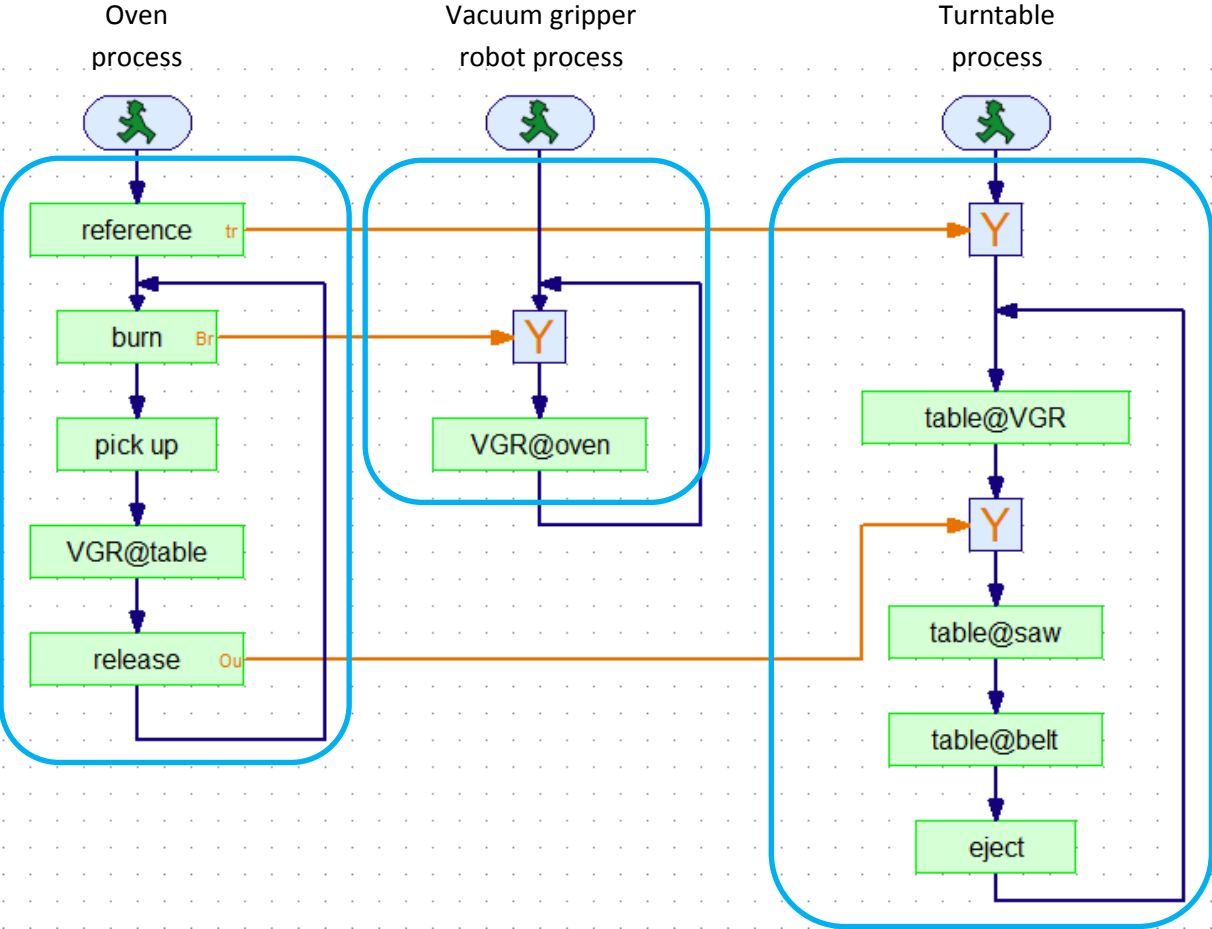 Oven
process
Vacuum gripper
robot process
Turntable
process
reference tr
Y
burn Br
Y
table@VGR
pick up
VGR@oven
Y
VGR@table
table@saw
release Ou
table@belt
eject